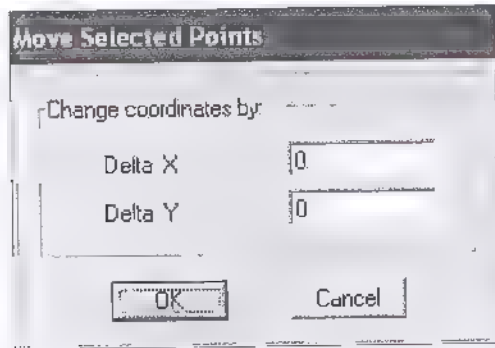 Move Selected Points
Change coordinates by:
Delta X 0
Delta Y 0
OK Cancel